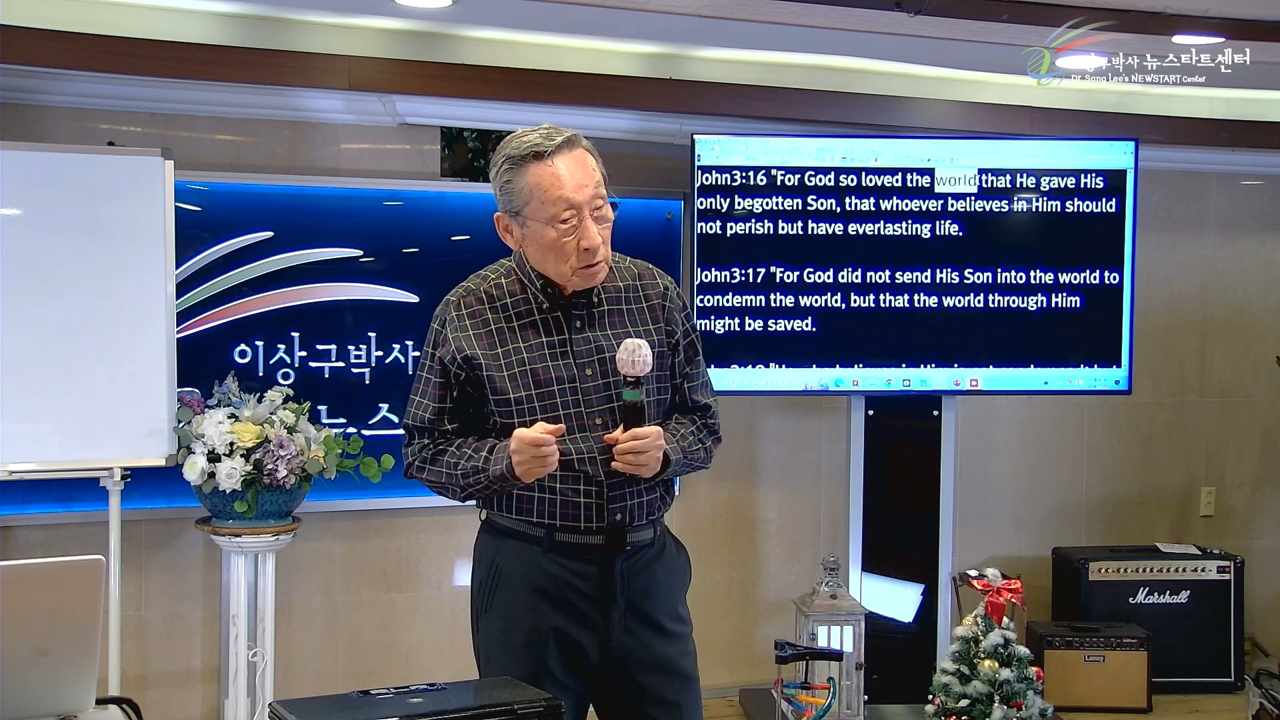 뉴스타트센터
Dr. Sang Lee's NEWSTART Center
John3:16 "For God so loved the world that He gave His
only begotten Son, that whoever believes in Him should
not perish but have everlasting life.
John3:17 "For God did not send His Son into the world to
condemn the world, but that the world through Him
might be saved.
이상구박사
뉴스
Marshall
Laney